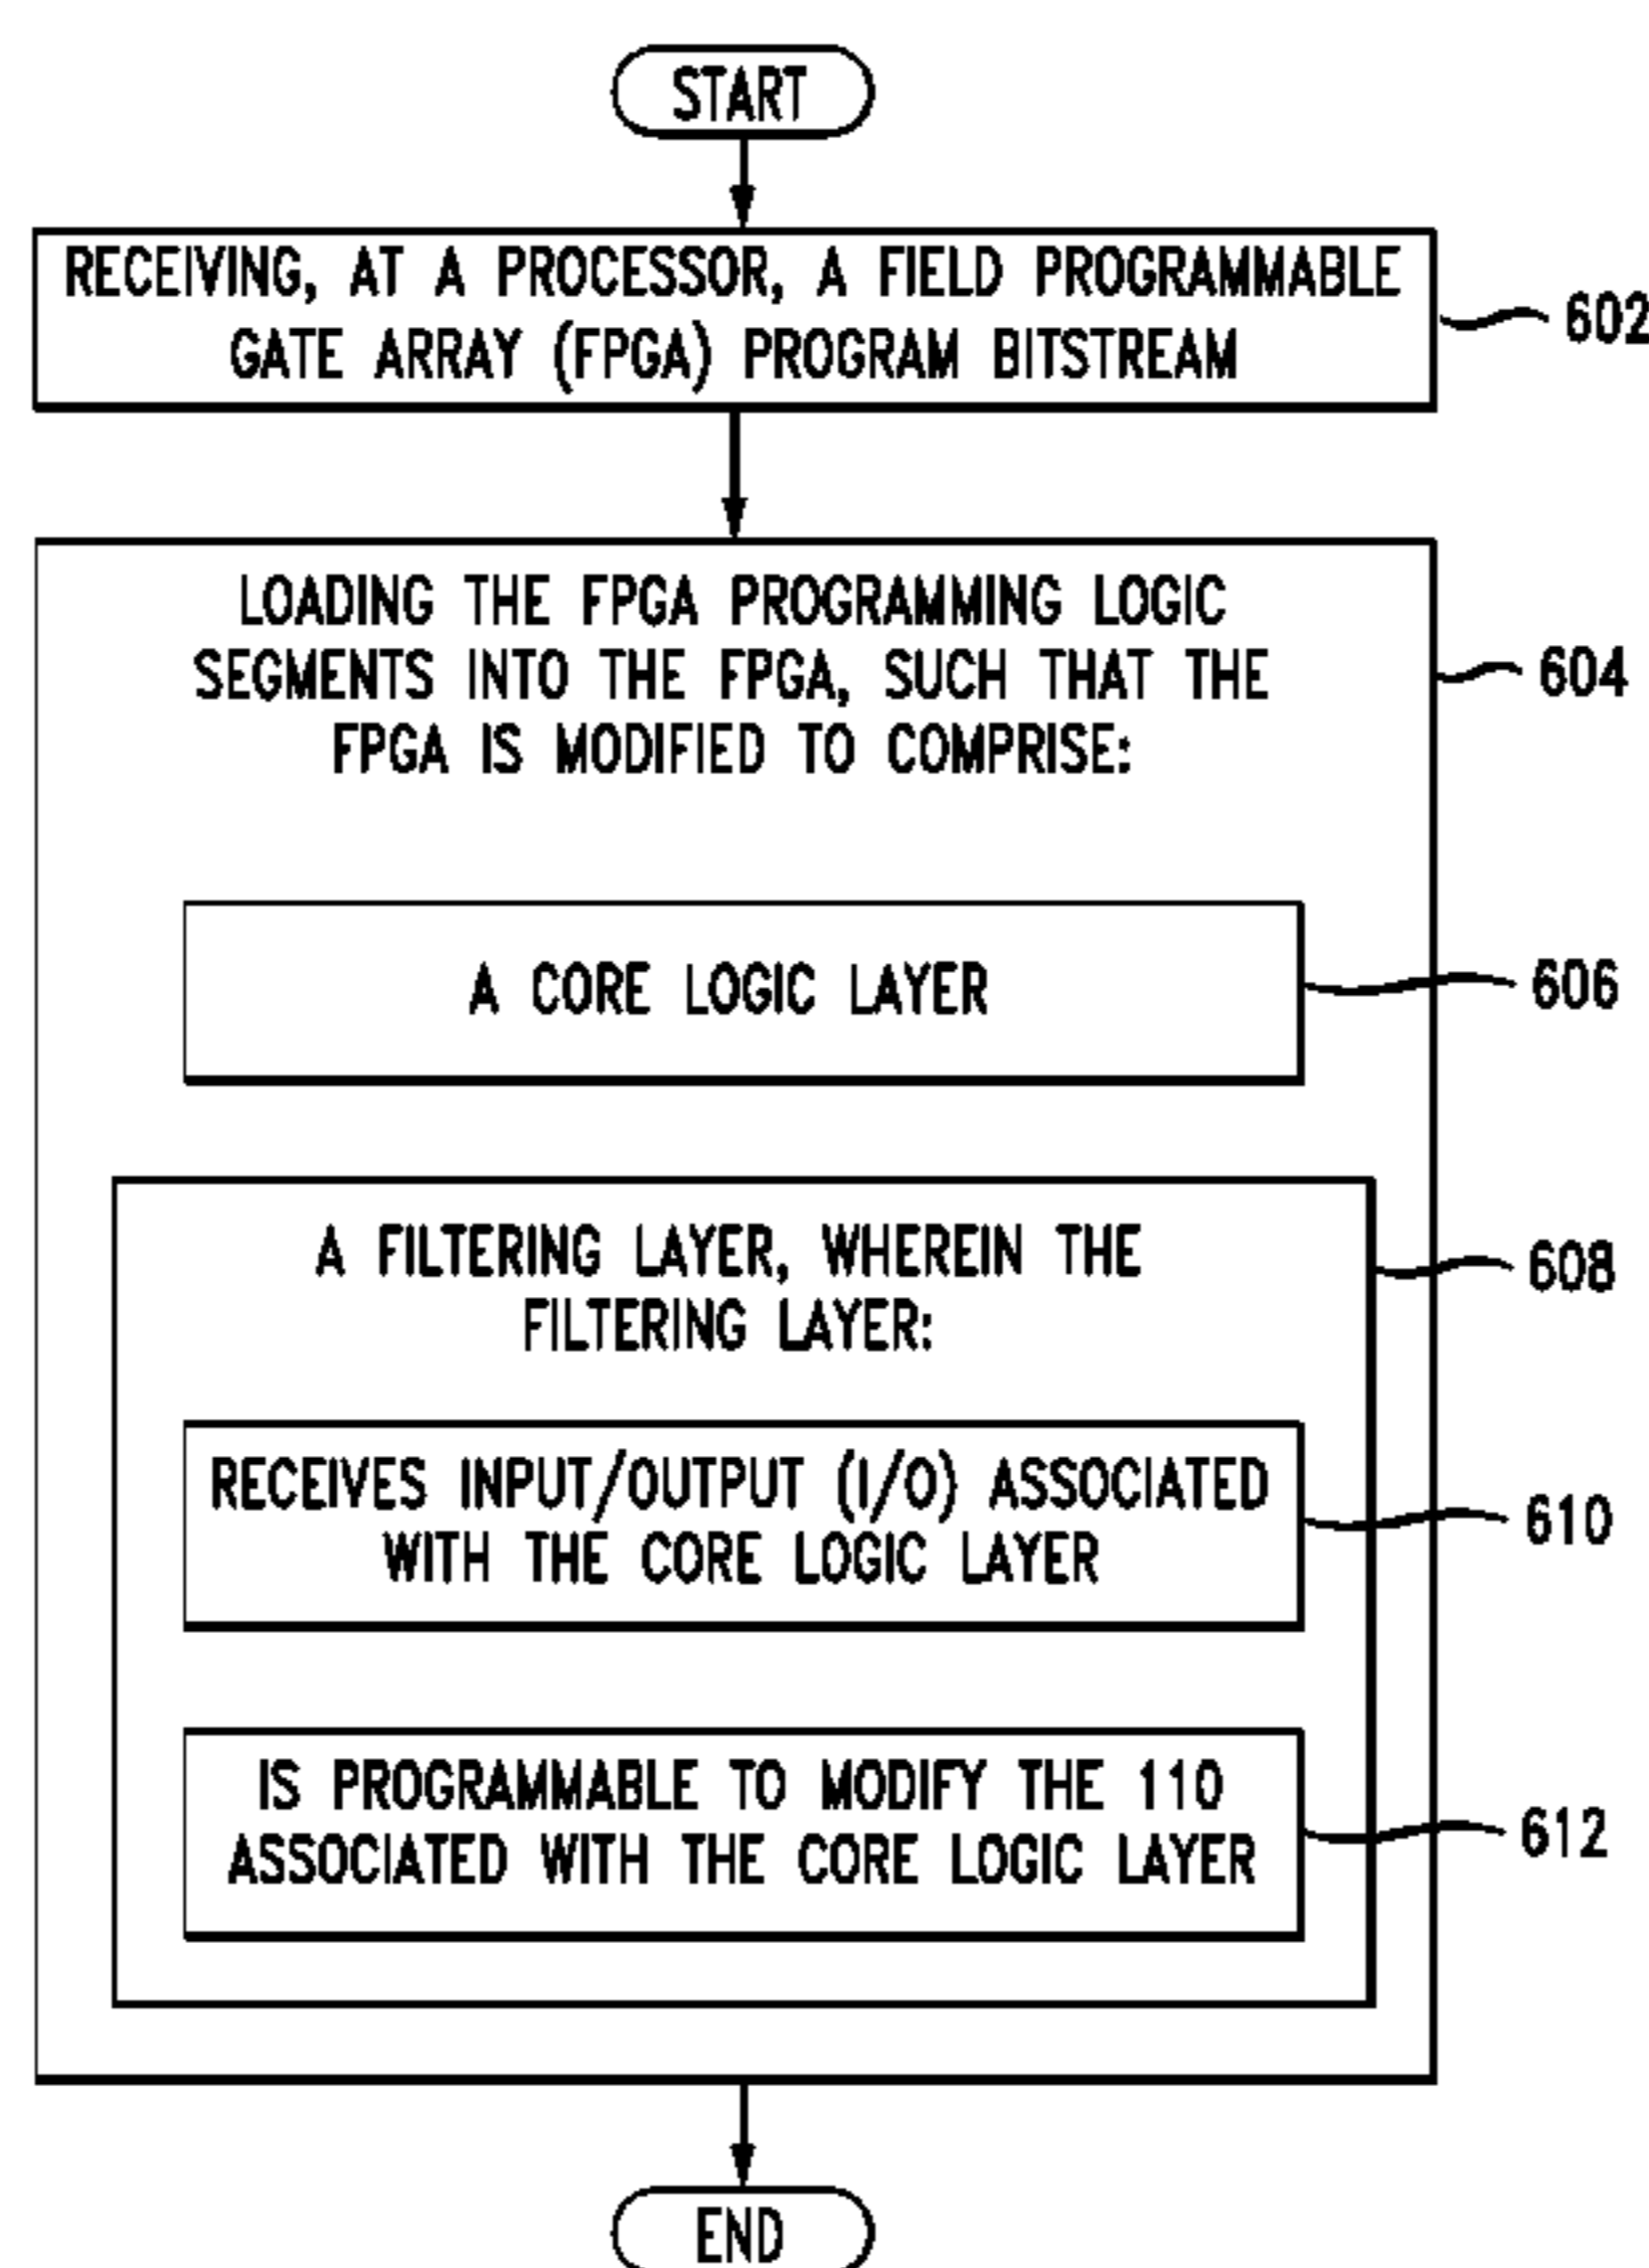 START
RECEIVING, AT A PROCESSOR, A FIELD PROGRAMMABLE
GATE ARRAY (FPGA) PROGRAM BITSTREAM
602
LOADING THE FPGA PROGRAMMING LOGIC
SEGMENTS INTO THE FPGA, SUCH THAT THE
FPGA IS MODIFIED TO COMPRISE:
604
A CORE LOGIC LAYER
606
A FILTERING LAYER, WHEREIN THE
FILTERING LAYER:
608
RECEIVES INPUT/OUTPUT (I/O) ASSOCIATED
WITH THE CORE LOGIC LAYER
610
IS PROGRAMMABLE TO MODIFY THE 110
ASSOCIATED WITH THE CORE LOGIC LAYER
612
END